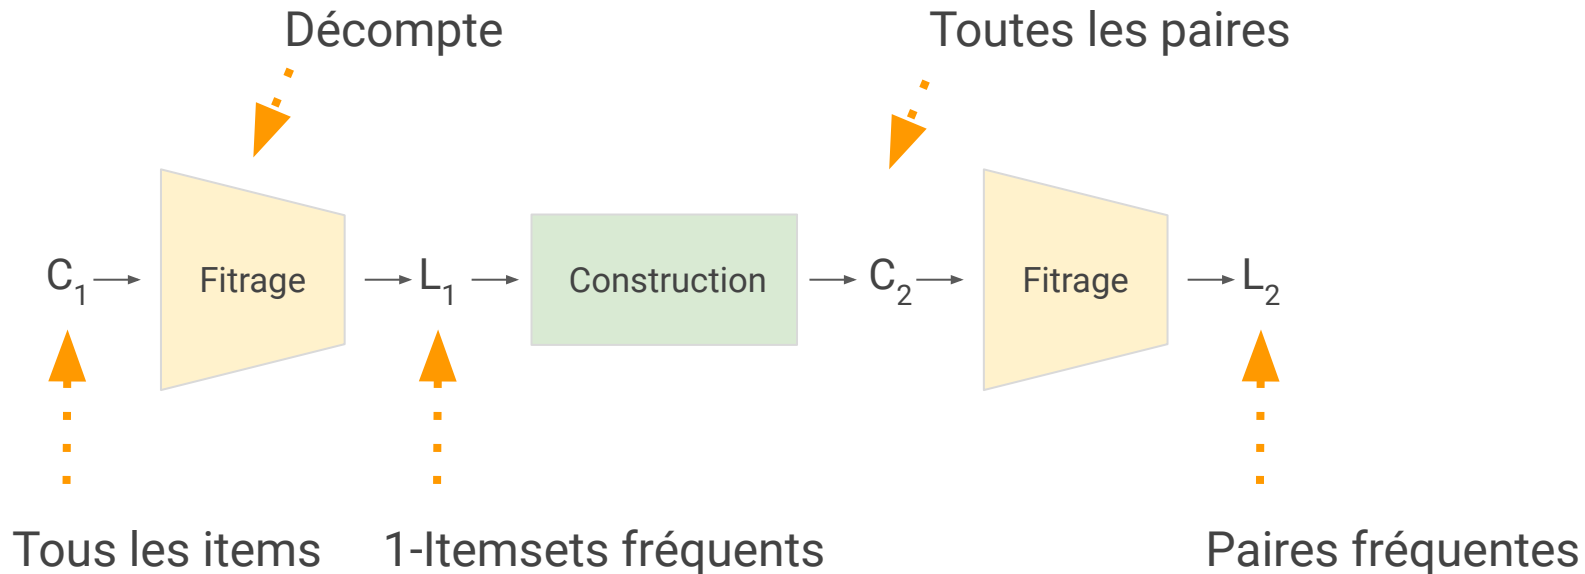 Décompte
Toutes les paires
C1
Fitrage
L1
Construction
C2
Fitrage
L2
Tous les items
1-Itemsets fréquents
Paires fréquentes